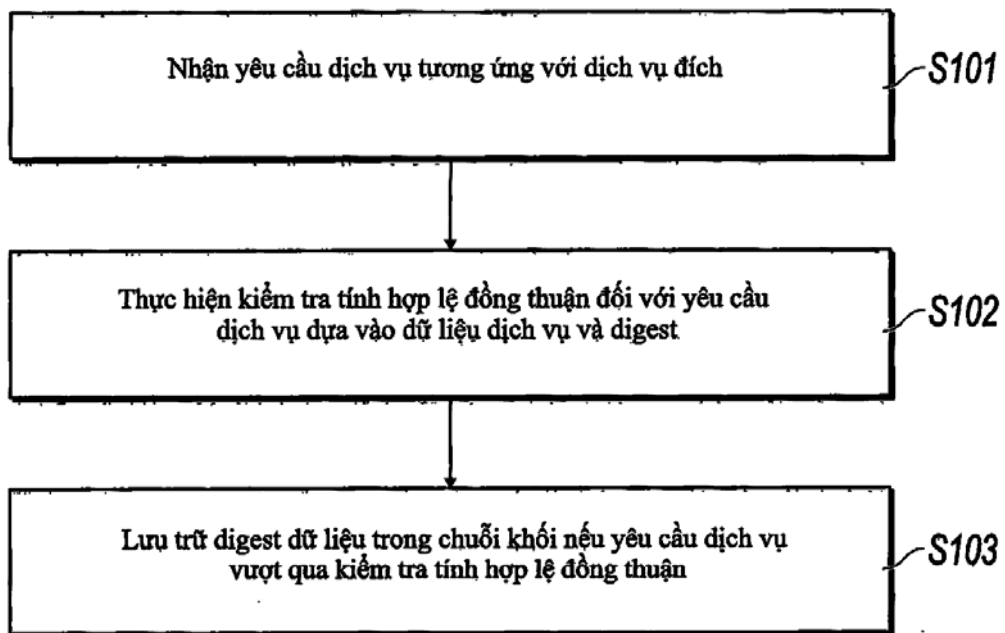 Nhận yêu cầu dịch vụ tương ứng với dịch vụ đích
S101
Thực hiện kiểm tra tính hợp lệ đồng thuận đối với yêu cầu
dịch vụ dựa vào dữ liệu dịch vụ và digest
S102
Lưu trữ digest dữ liệu trong chuỗi khối nếu yêu cầu dịch vụ
vượt qua kiểm tra tính hợp lệ đồng thuận
S103